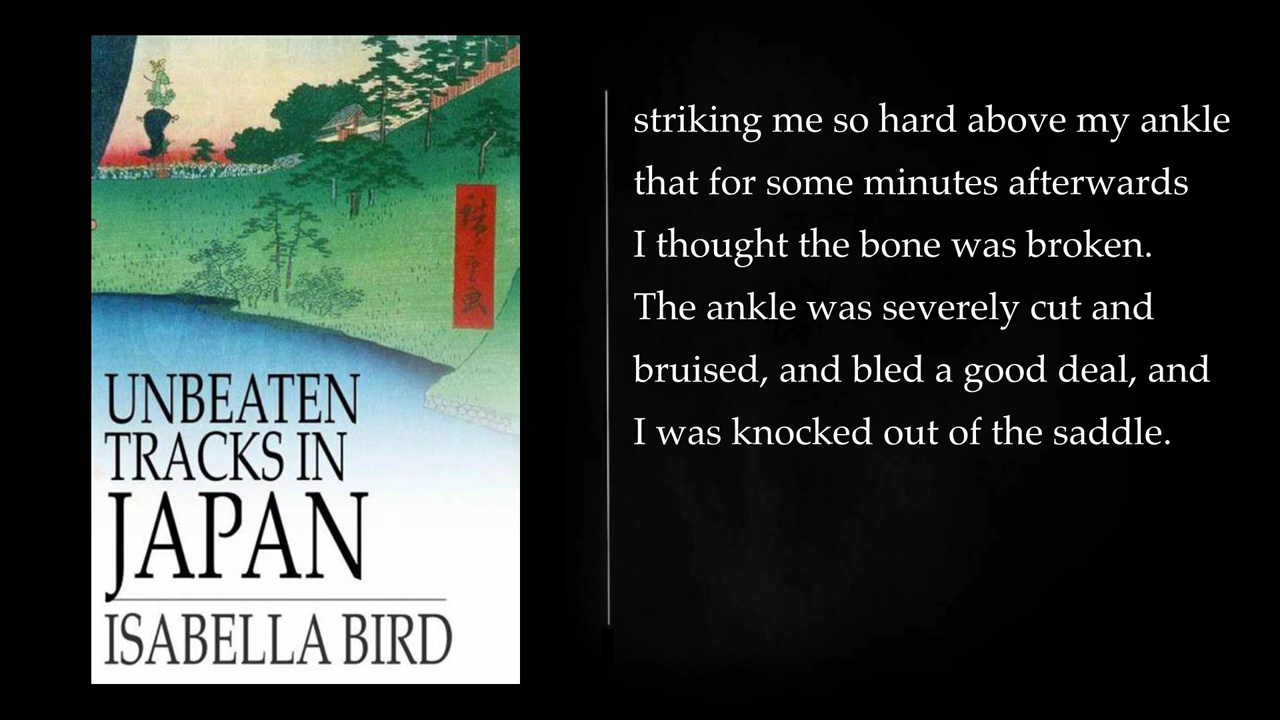 UNBEATEN
TRACKS IN
JAPAN
ISABELLA BIRD
striking me so hard above my ankle
that for some minutes afterwards
I thought the bone was broken.
The ankle was severely cut and
bruised, and bled a good deal, and
I was knocked out of the saddle.